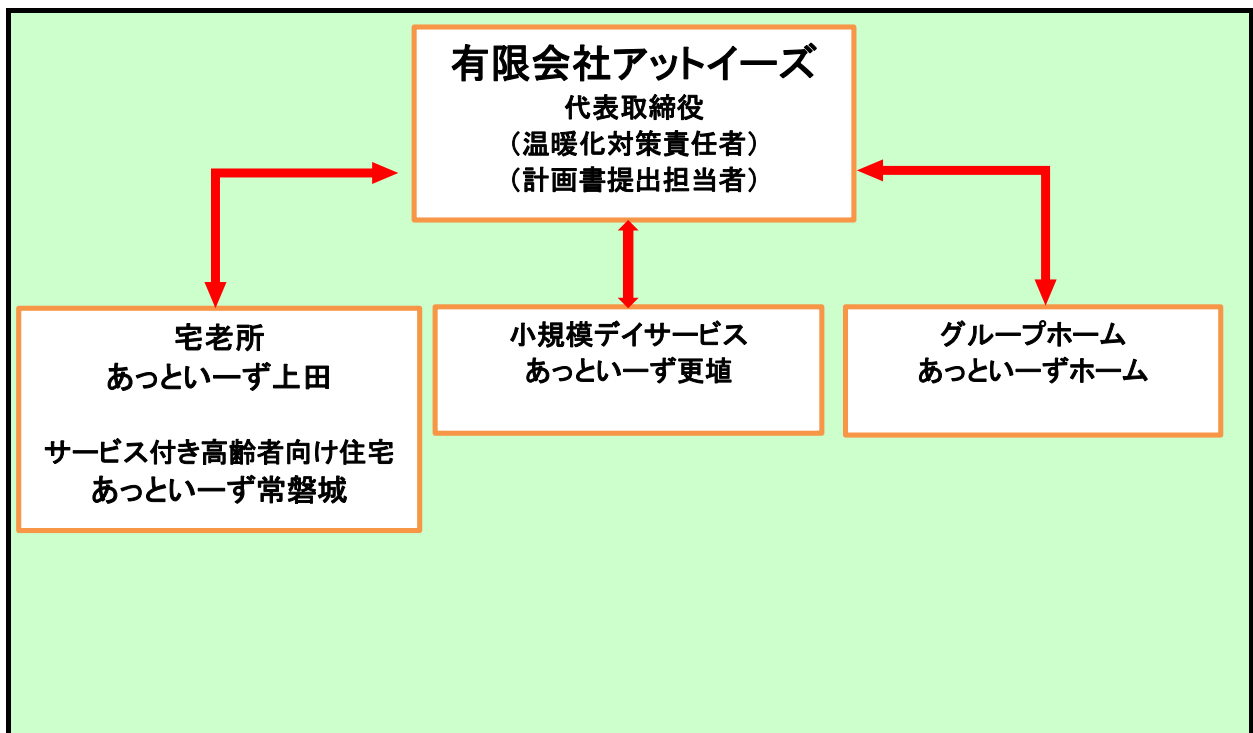 有限会社アットイーズ
代表取締役
（温暖化対策責任者）
（計画書提出担当者）
宅老所
あっといーず上田
サービス付き高齢者向け住宅
あっといーず常磐城
小規模デイサービス
あっといーず更埴
グループホーム
あっといーずホーム